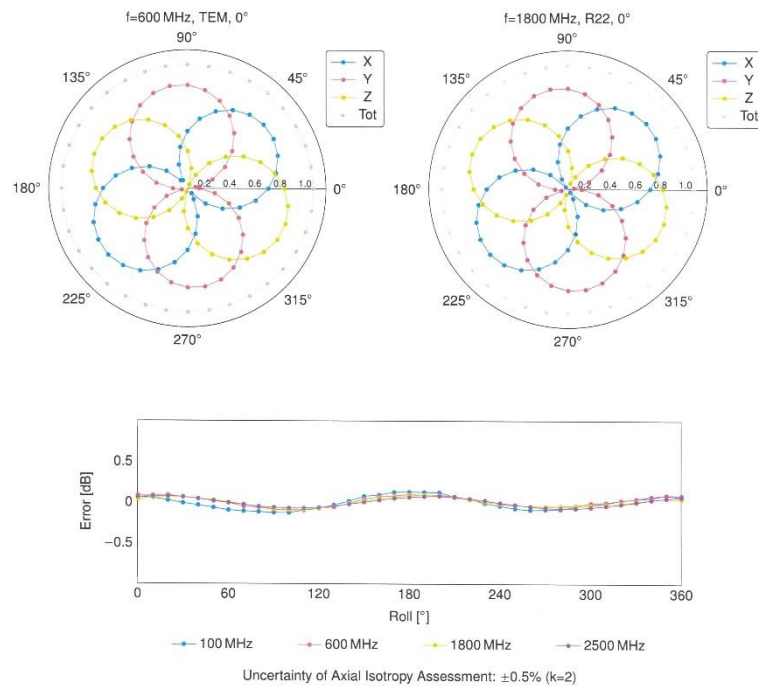 f=600 MHz, TEM, 0°
90°
135°
45°
X
Y
Z
Tot
180°
0.2 0.4 0.6 0.8 1.0
0°
225°
315°
270°
f=1800 MHz, R22, 0°
90°
135°
45°
X
Y
Z
Tot
180°
0.2 0.4 0.6 0.8 1.0
0°
225°
315°
270°
Error [dB]
0.5
0
−0.5
0 60 120 180 240 300 360
Roll [°]
100 MHz 600 MHz 1800 MHz 2500 MHz
Uncertainty of Axial Isotropy Assessment: ±0.5% (k=2)